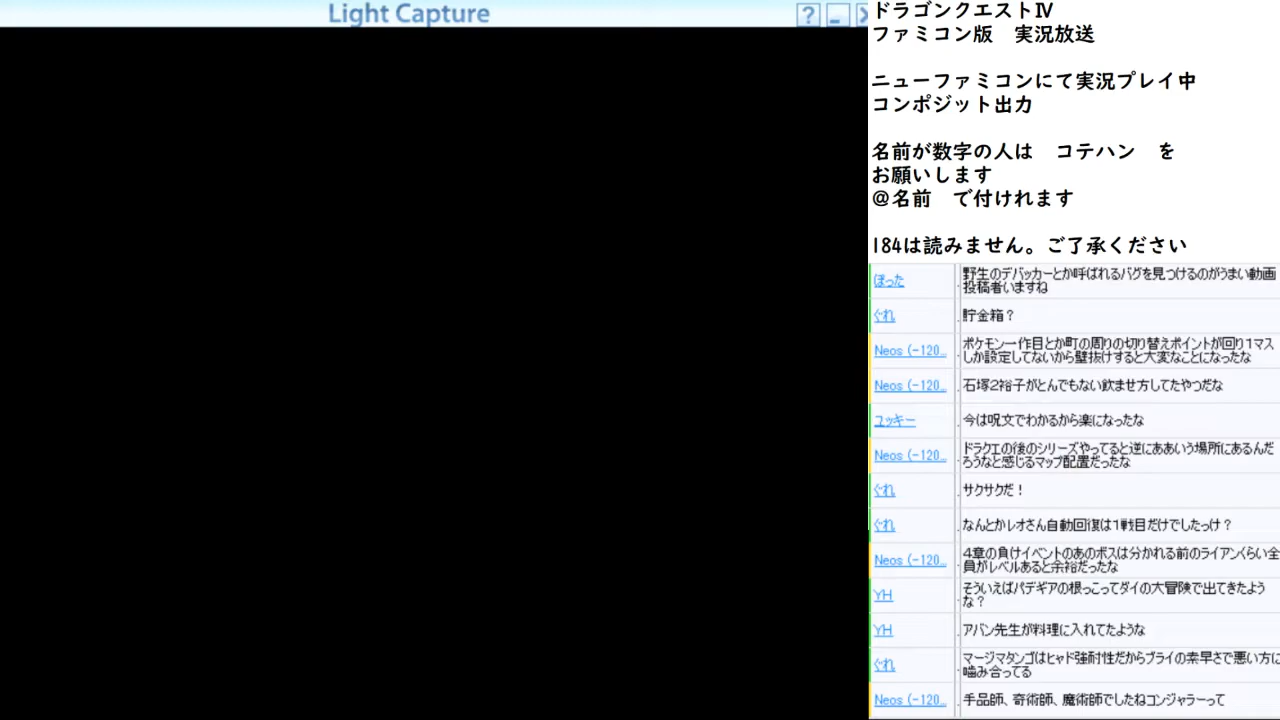 Light Capture
ドラゴンクエストⅣ
ファミコン版　実況放送
ニューファミコンにて実況プレイ中
コンポジット出力
名前が数字の人は　コテハン　を
お願いします
＠名前　で付けれます
184は読みません。ご了承ください
ぽった
野生のデバッカーとか呼ばれるバグを見つけるのがうまい動画
投稿者いますね
ぐれ
貯金箱？
Neos (-120...
ポケモン一作目とか町の周りの切り替えポイントが回り1マス
しか設定してないから壁抜けすると大変なことになったな
Neos (-120...
石塚2裕子がとんでもない飲ませ方してたやつだな
ユッキー
今は呪文でわかるから楽になったな
Neos (-120...
ドラクエの後のシリーズやってると逆にああいう場所にあるんだ
ろうなと感じるマップ配置だったな
ぐれ
サクサクだ！
ぐれ
なんとかレオさん自動回復は1戦目だけでしたっけ？
Neos (-120...
4章の負けイベントのあのボスは分かれる前のライアンくらい全
員がレベルあると余裕だったな
YH
そういえばパデギアの根っこってダイの大冒険で出てきたよう
な？
YH
アバン先生が料理に入れてたような
ぐれ
マージマタンゴはヒャド強耐性だからブライの素早さで悪い方に
噛み合ってる
Neos (-120...
手品師、奇術師、魔術師でしたねコンジャラーって